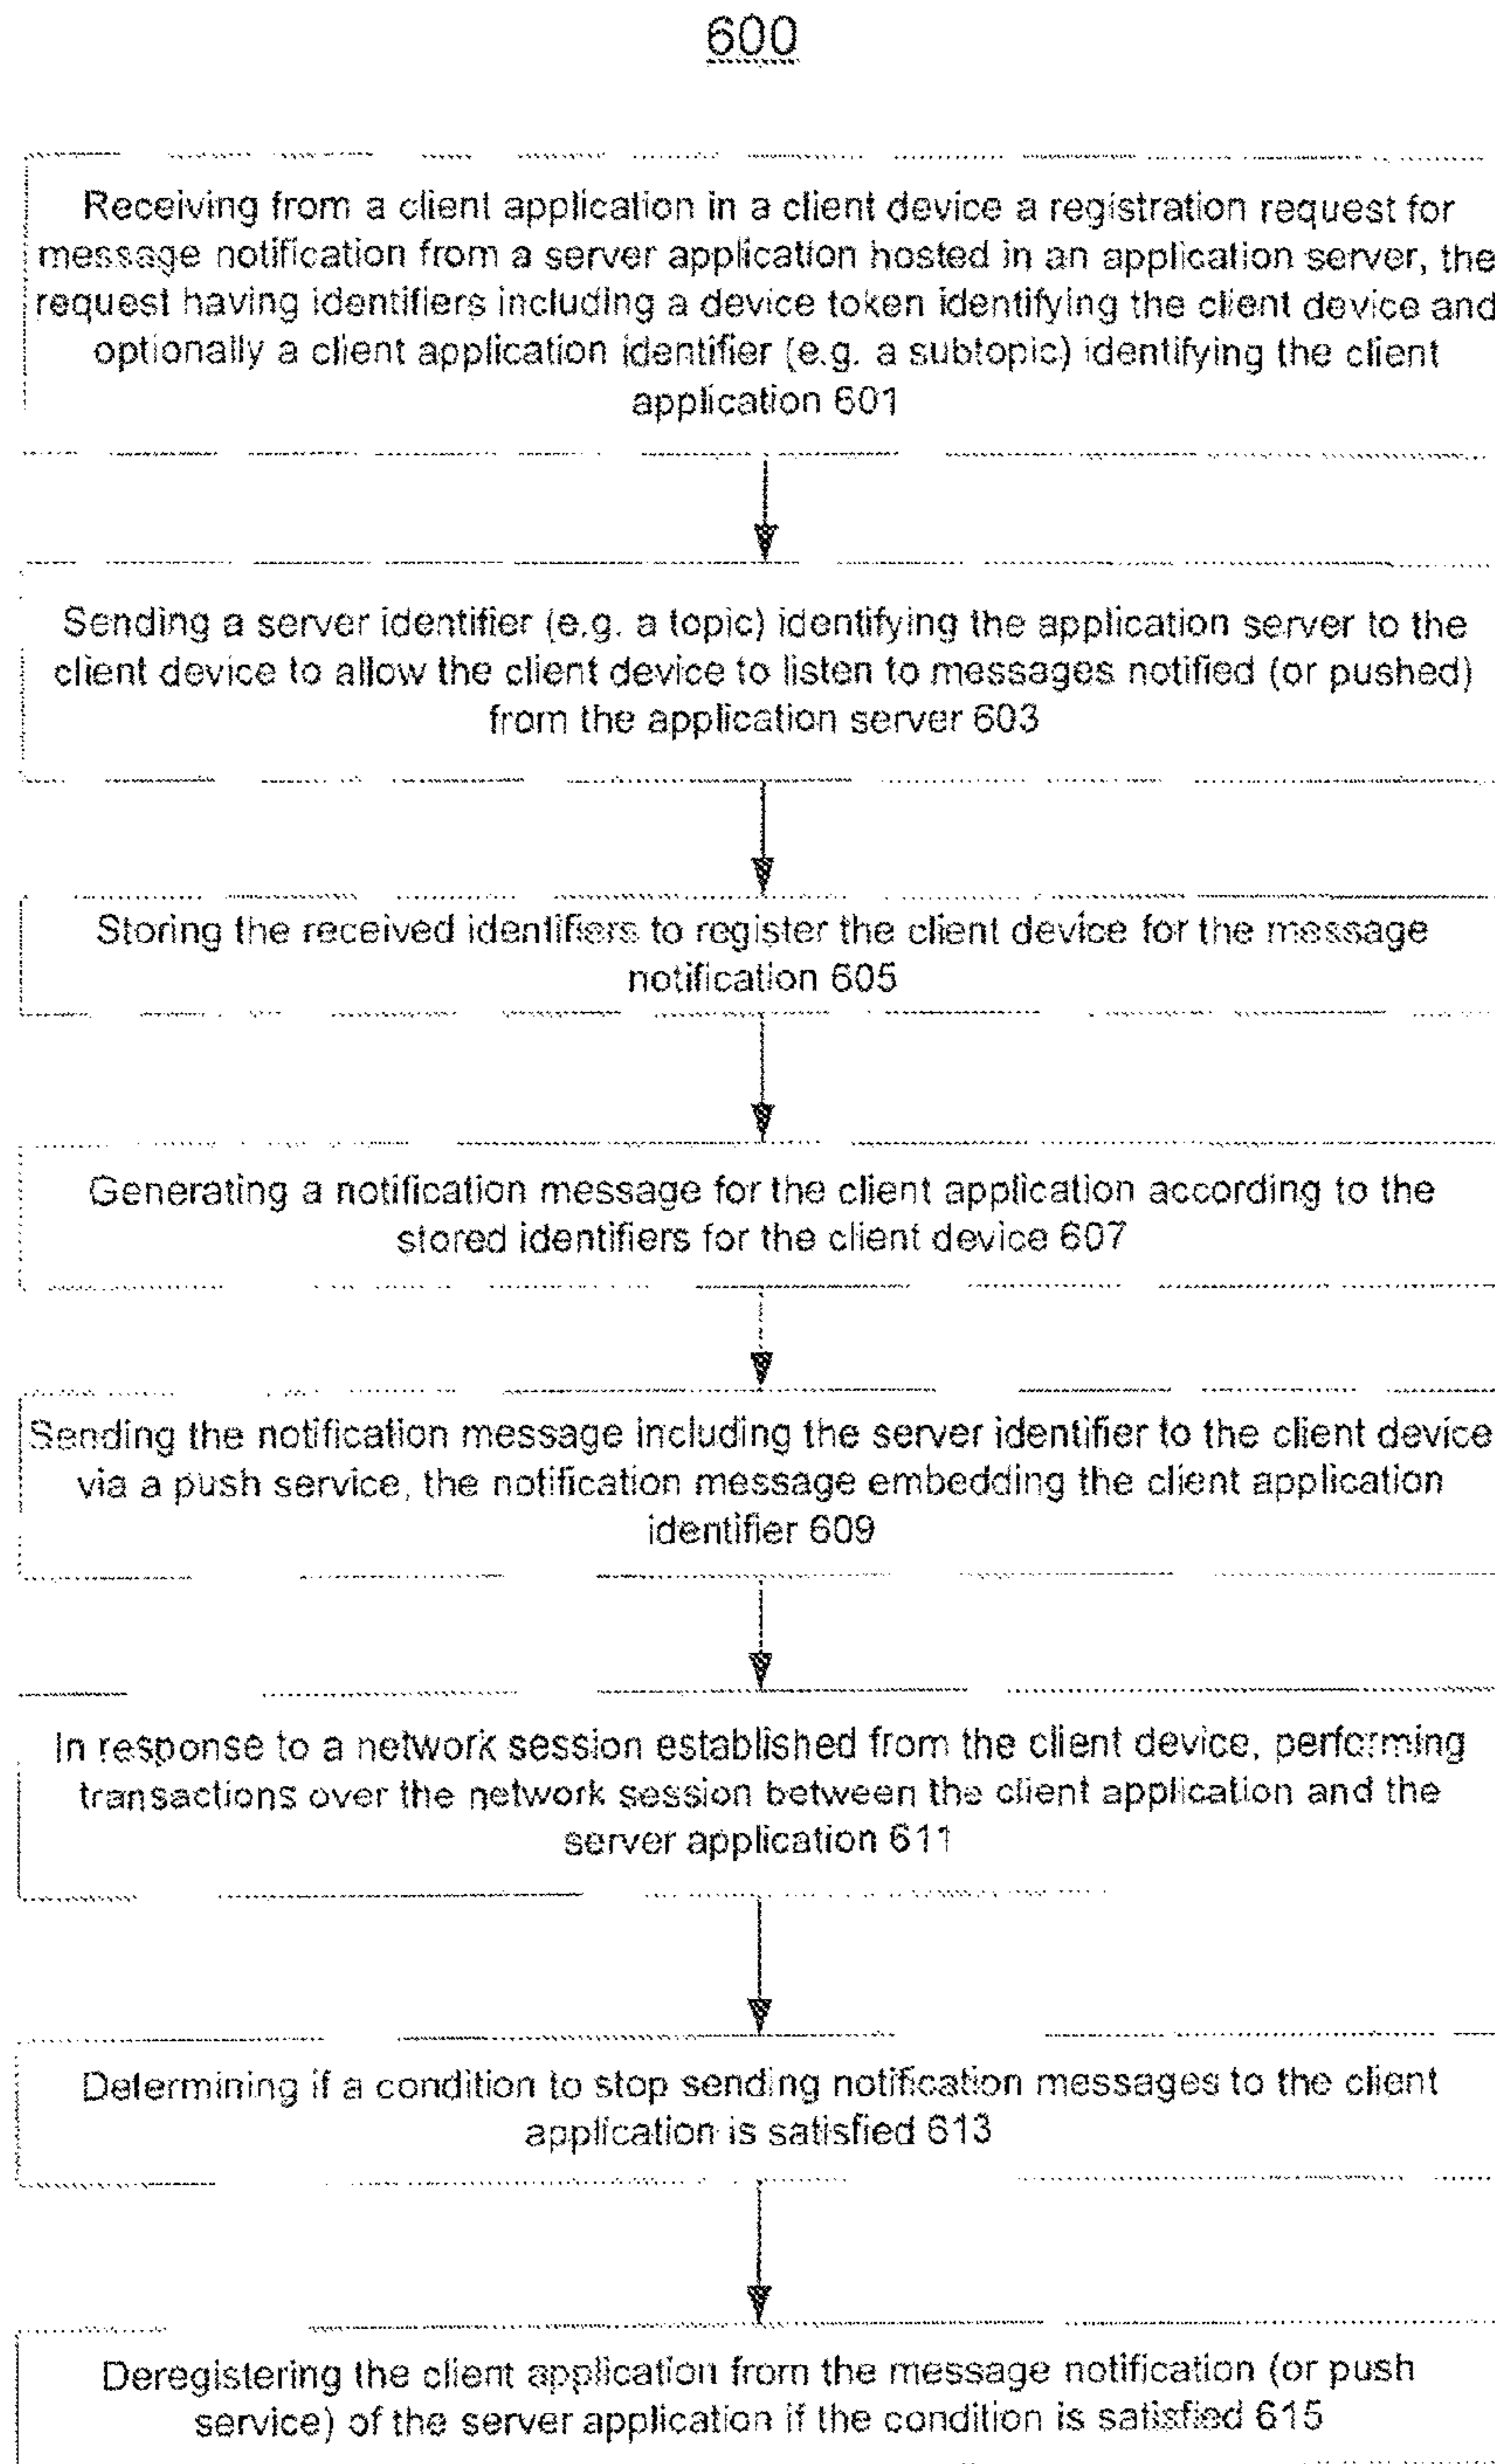 600
Receiving from a client application in a client device a registration request for
message notification from a server application hosted in an application server, the
request having identifiers including a device token identifying the client device and
optionally a client application identifier (e.g. a subtopic) identifying the client
application 601
Sending a server identifier (e.g. a topic) identifying the application server to the
client device to allow the client device to listen to messages notified (or pushed)
from the application server 603
Storing the received identifiers to register the client device for the message
notification 605
Generating a notification message for the client application according to the
stored identifiers for the client device 607
Sending the notification message including the server identifier to the client device
via a push service, the notification message embedding the client application
identifier 609
In response to a network session established from the client device, performing
transactions over the network session between the client application and the
server application 611
Determining if a condition to stop sending notification messages to the client
application is satisfied 613
Deregistering the client application from the message notification (or push
service) of the server application if the condition is satisfied 615